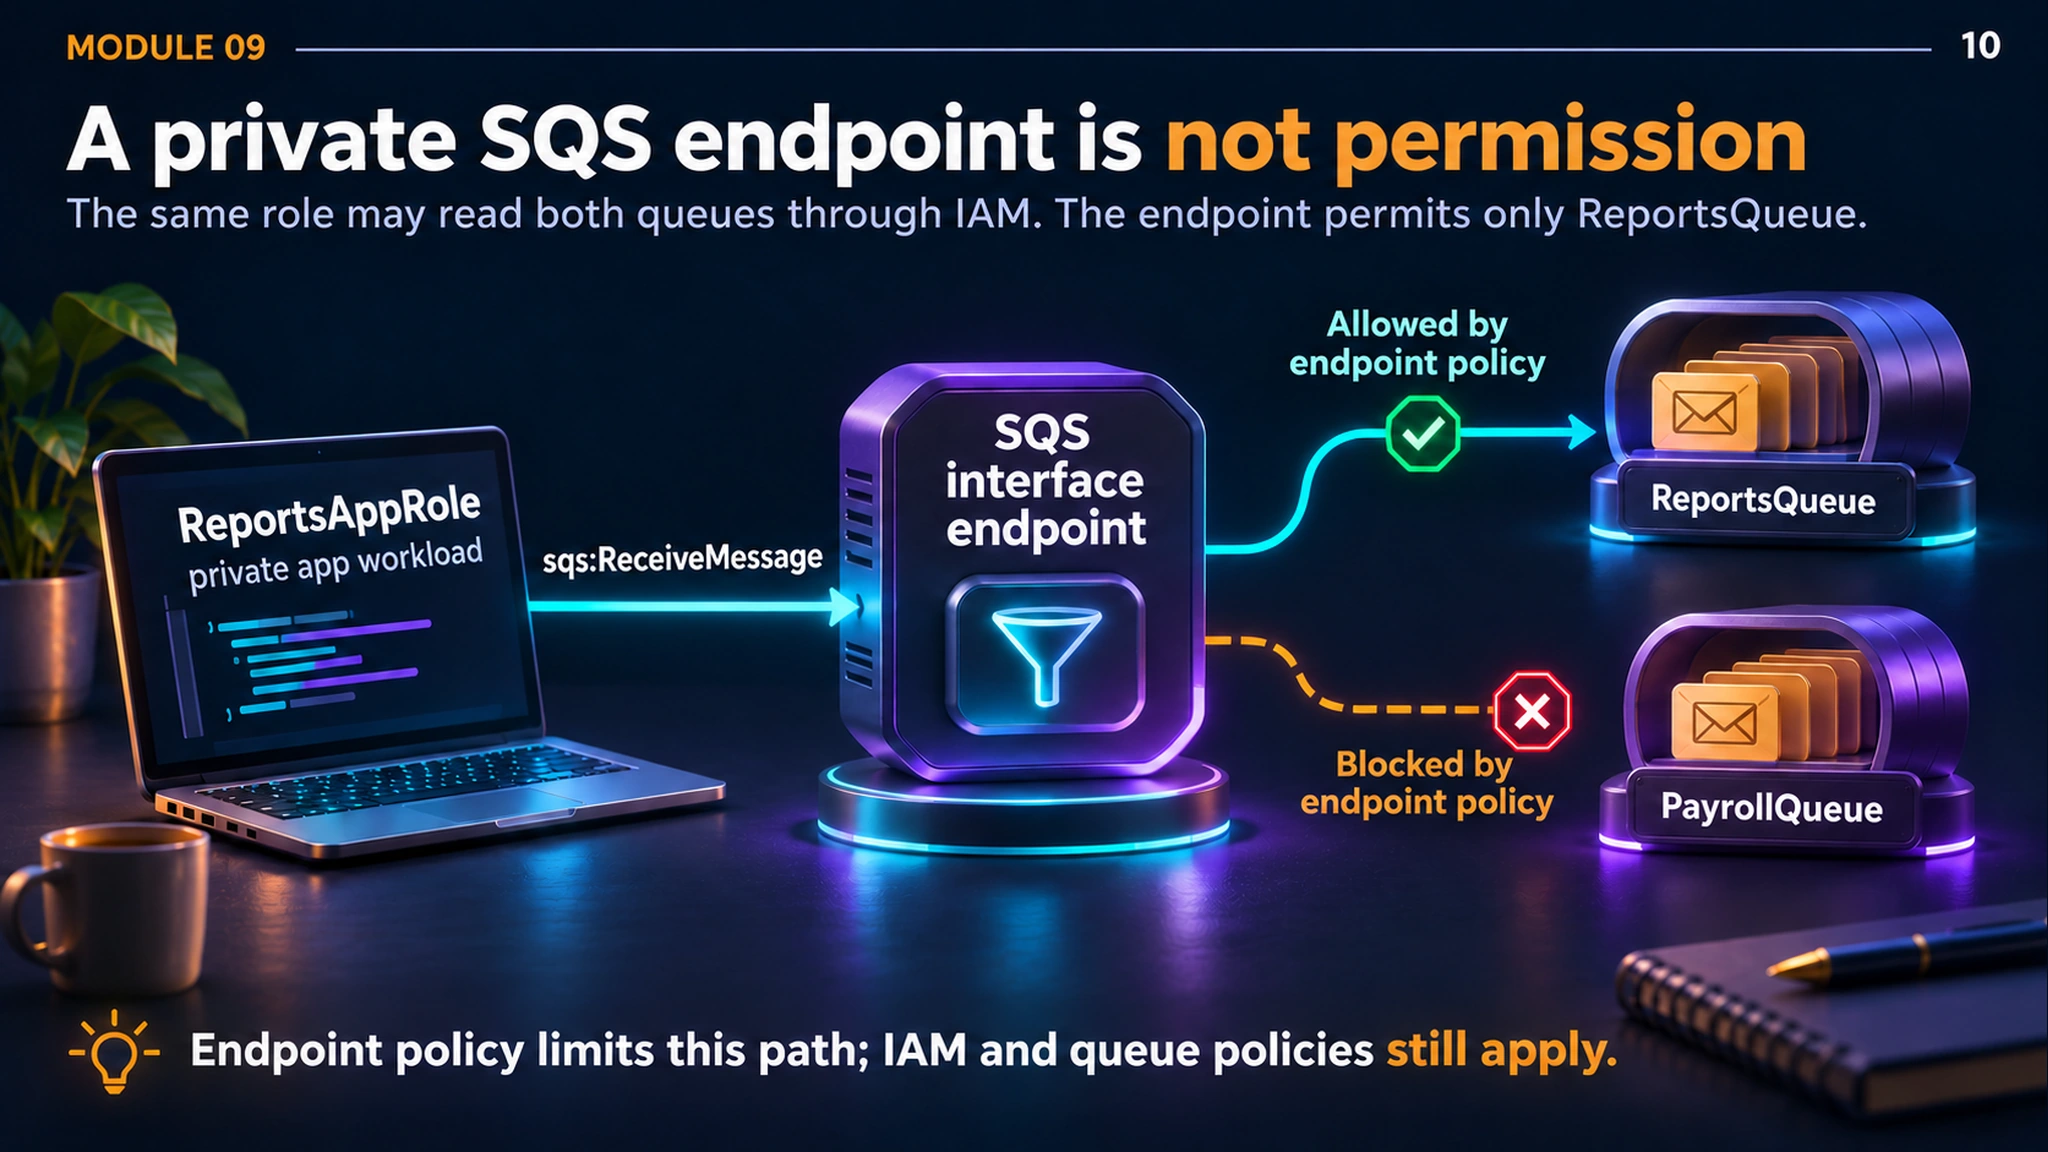 MODULE 09
10
A private SQS endpoint is not permission
The same role may read both queues through IAM. The endpoint permits only ReportsQueue.
ReportsAppRole
private app workload
sqs:ReceiveMessage
SQS
interface
endpoint
Allowed by
endpoint policy
ReportsQueue
Blocked by
endpoint policy
PayrollQueue
Endpoint policy limits this path; IAM and queue policies still apply.